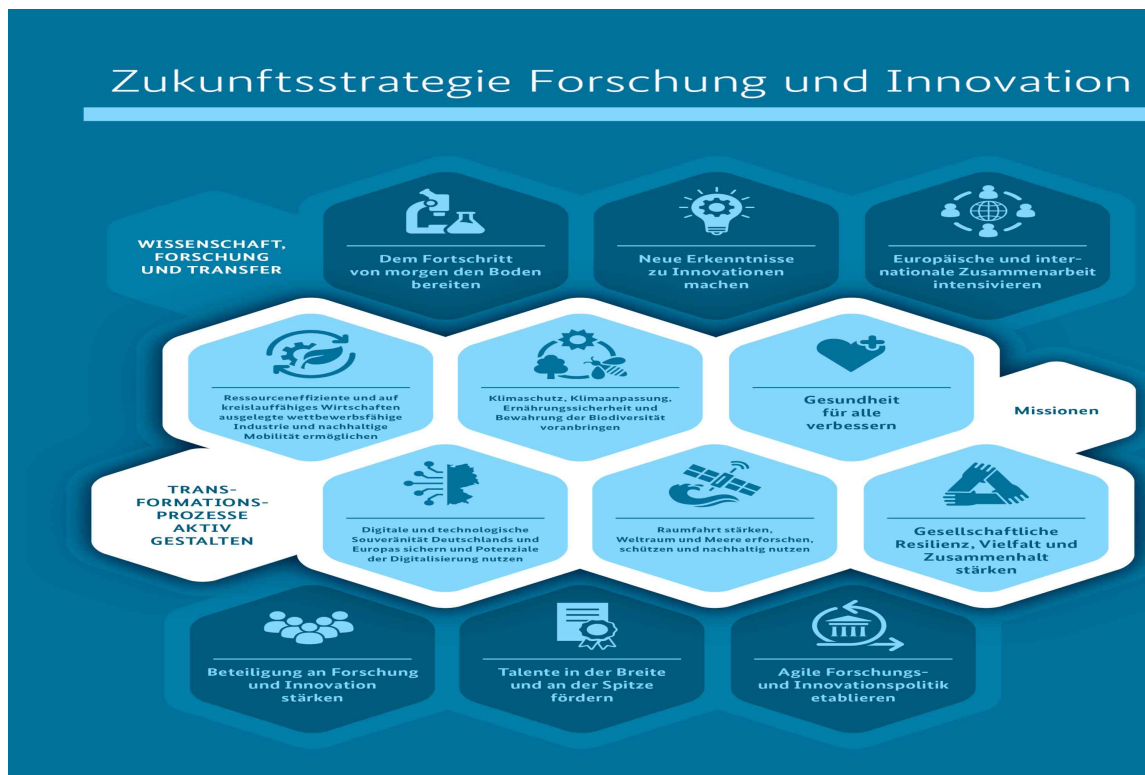 Zukunftsstrategie Forschung und Innovation
WISSENSCHAFT,
FORSCHUNG
UND TRANSFER
Dem Fortschritt
von morgen den Boden
bereiten
Neue Erkenntnisse
zu Innovationen
machen
Europäische und inter-
nationale Zusammenarbeit
intensivieren
Ressourceneffiziente und auf
kreislauffähiges Wirtschaften
ausgelegte wettbewerbsfähige
Industrie und nachhaltige
Mobilität ermöglichen
Klimaschutz, Klimaanpassung,
Ernährungssicherheit und
Bewahrung der Biodiversität
voranbringen
Gesundheit
für alle
verbessern
Missionen
TRANS-
FORMATIONS-
PROZESSE
AKTIV
GESTALTEN
Digitale und technologische
Souveränität Deutschlands und
Europas sichern und Potenziale
der Digitalisierung nutzen
Raumfahrt stärken,
Weltraum und Meere erforschen,
schützen und nachhaltig nutzen
Gesellschaftliche
Resilienz, Vielfalt und
Zusammenhalt
stärken
Beteiligung an Forschung
und Innovation
stärken
Talente in der Breite
und an der Spitze
fördern
Agile Forschungs-
und Innovationspolitik
etablieren